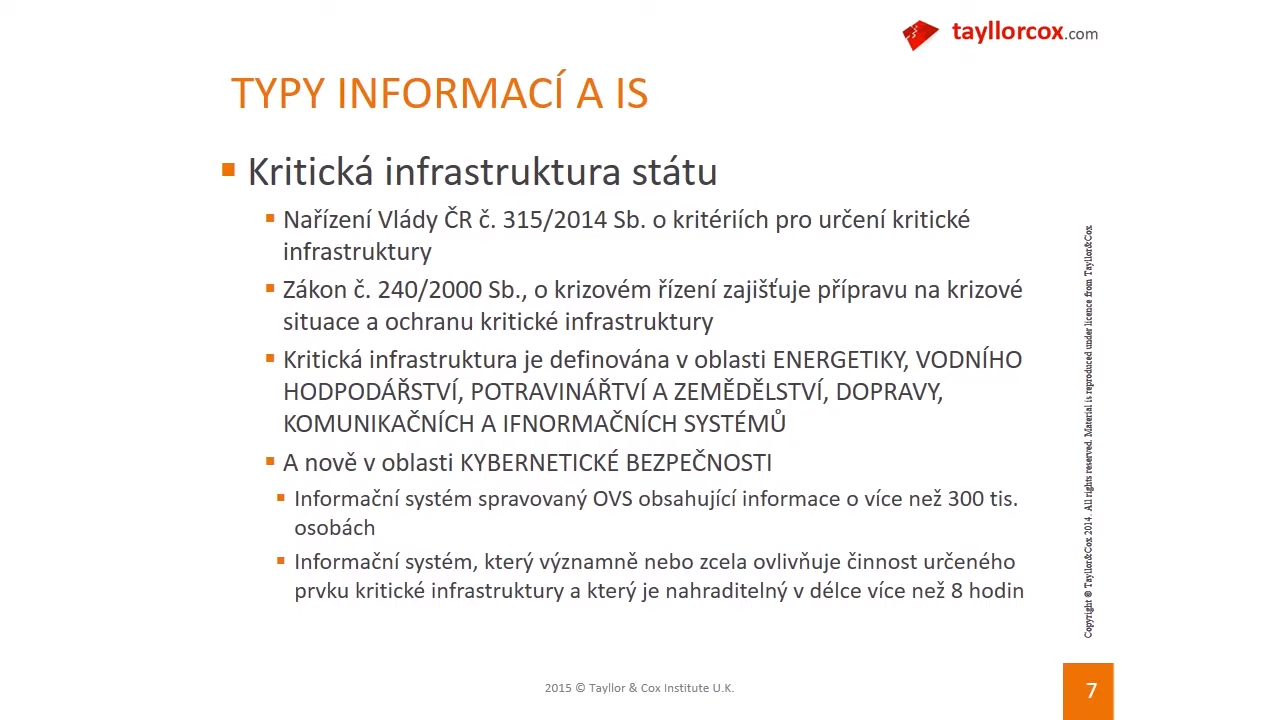 tayllorcox.com
TYPY INFORMACÍ A IS
Kritická infrastruktura státu
Nařízení Vlády ČR č. 315/2014 Sb. o kritériích pro určení kritické
infrastruktury
Zákon č. 240/2000 Sb., o krizovém řízení zajišťuje přípravu na krizové
situace a ochranu kritické infrastruktury
Kritická infrastruktura je definována v oblasti ENERGETIKY, VODNÍHO
HODPODÁŘSTVÍ, POTRAVINÁŘTVÍ A ZEMĚDĚLSTVÍ, DOPRAVY,
KOMUNIKAČNÍCH A IFNORMAČNÍCH SYSTÉMŮ
A nově v oblasti KYBERNETICKÉ BEZPEČNOSTI
Informační systém spravovaný OVS obsahující informace o více než 300 tis.
osobách
Informační systém, který významně nebo zcela ovlivňuje činnost určeného
prvku kritické infrastruktury a který je nahraditelný v délce více než 8 hodin
Copyright © Tayllor&Cox 2014. All rights reserved. Material is reproduced under licence from Tayllor&Cox.
2015 © Tayllor & Cox Institute U.K.
7